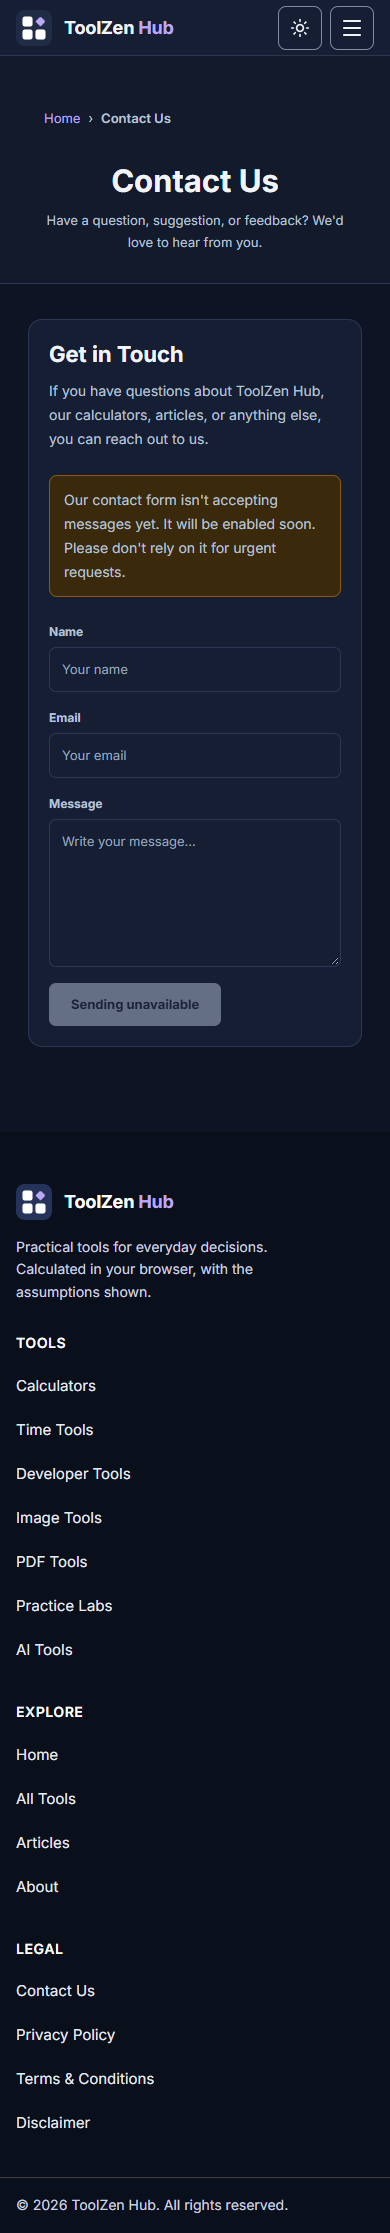 ToolZen Hub
Home › Contact Us
Contact Us
Have a question, suggestion, or feedback? We'd
love to hear from you.
Get in Touch
If you have questions about ToolZen Hub,
our calculators, articles, or anything else,
you can reach out to us.
Our contact form isn't accepting
messages yet. It will be enabled soon.
Please don't rely on it for urgent
requests.
Name
Your name
Email
Your email
Message
Write your message...
Sending unavailable
ToolZen Hub
Practical tools for everyday decisions.
Calculated in your browser, with the
assumptions shown.
TOOLS
Calculators
Time Tools
Developer Tools
Image Tools
PDF Tools
Practice Labs
AI Tools
EXPLORE
Home
All Tools
Articles
About
LEGAL
Contact Us
Privacy Policy
Terms & Conditions
Disclaimer
© 2026 ToolZen Hub. All rights reserved.